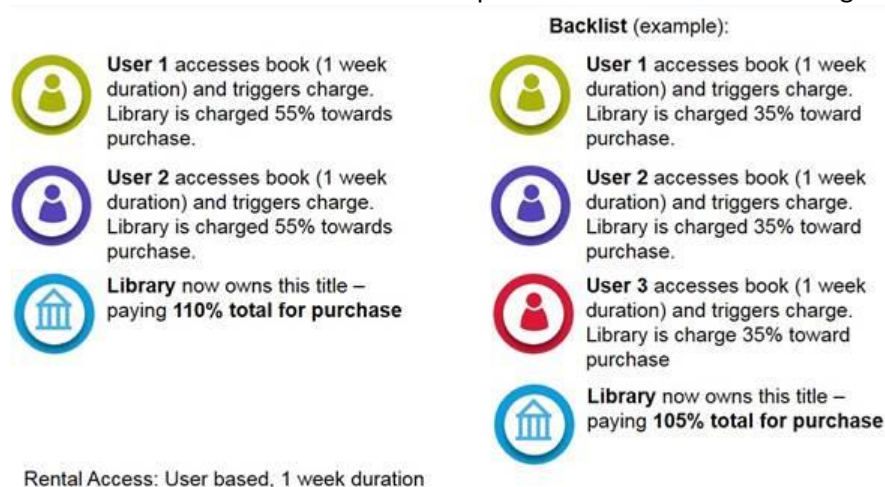 Backlist (example):
User 1 accesses book (1 week
duration) and triggers charge.
Library is charged 55% towards
purchase.
User 2 accesses book (1 week
duration) and triggers charge.
Library is charged 55% towards
purchase.
Library now owns this title –
paying 110% total for purchase
User 1 accesses book (1 week
duration) and triggers charge.
Library is charged 35% toward
purchase.
User 2 accesses book (1 week
duration) and triggers charge.
Library is charged 35% toward
purchase.
User 3 accesses book (1 week
duration) and triggers charge.
Library is charge 35% toward
purchase
Library now owns this title –
paying 105% total for purchase
Rental Access: User based, 1 week duration